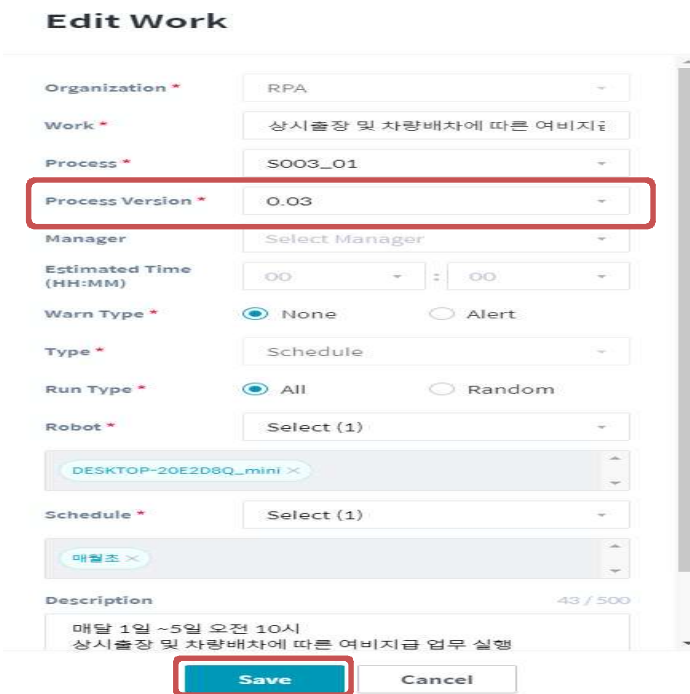 Edit Work
Organization * RPA
Work * 상시출장 및 차량배차에 따른 여비지급
Process * S003_01
Process Version * 0.03
Manager Select Manager
Estimated Time
(HH:MM) 00 : 00
Warn Type * None Alert
Type * Schedule
Run Type * All Random
Robot * Select (1)
DESKTOP-20E2D8Q_mini ×
Schedule * Select (1)
매월초 ×
Description 43 / 500
매달 1일 ~5일 오전 10시
상시출장 및 차량배차에 따른 여비지급 업무 실행
Save Cancel